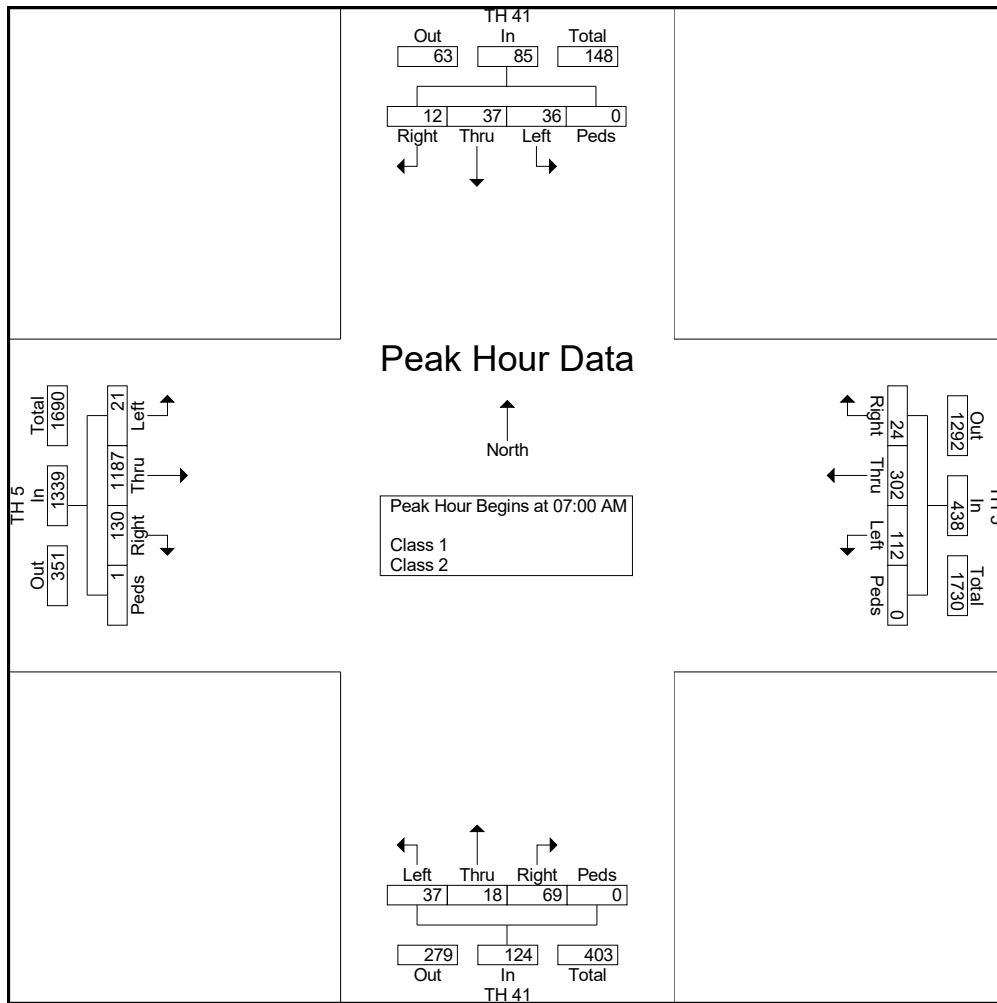 TH 41
Out In Total
63 85 148
12 37 36 0
Right Thru Left Peds
Peak Hour Data
North
Peak Hour Begins at 07:00 AM
Class 1
Class 2
TH 5
Out In Total
351 1339 1690
21 1187 130 1
Left Thru Right Peds
Right Thru Left Peds
24 302 112 0
Out In Total
1292 438 1730
Left Thru Right Peds
37 18 69 0
279 124 403
Out In Total
TH 41